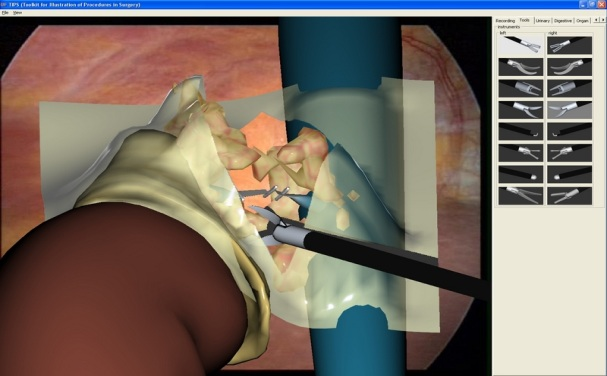 TIPS (Toolkit for Illustration of Procedures in Surgery)
File View
Recording Tools Urinary Digestive Organ
Instruments
left right